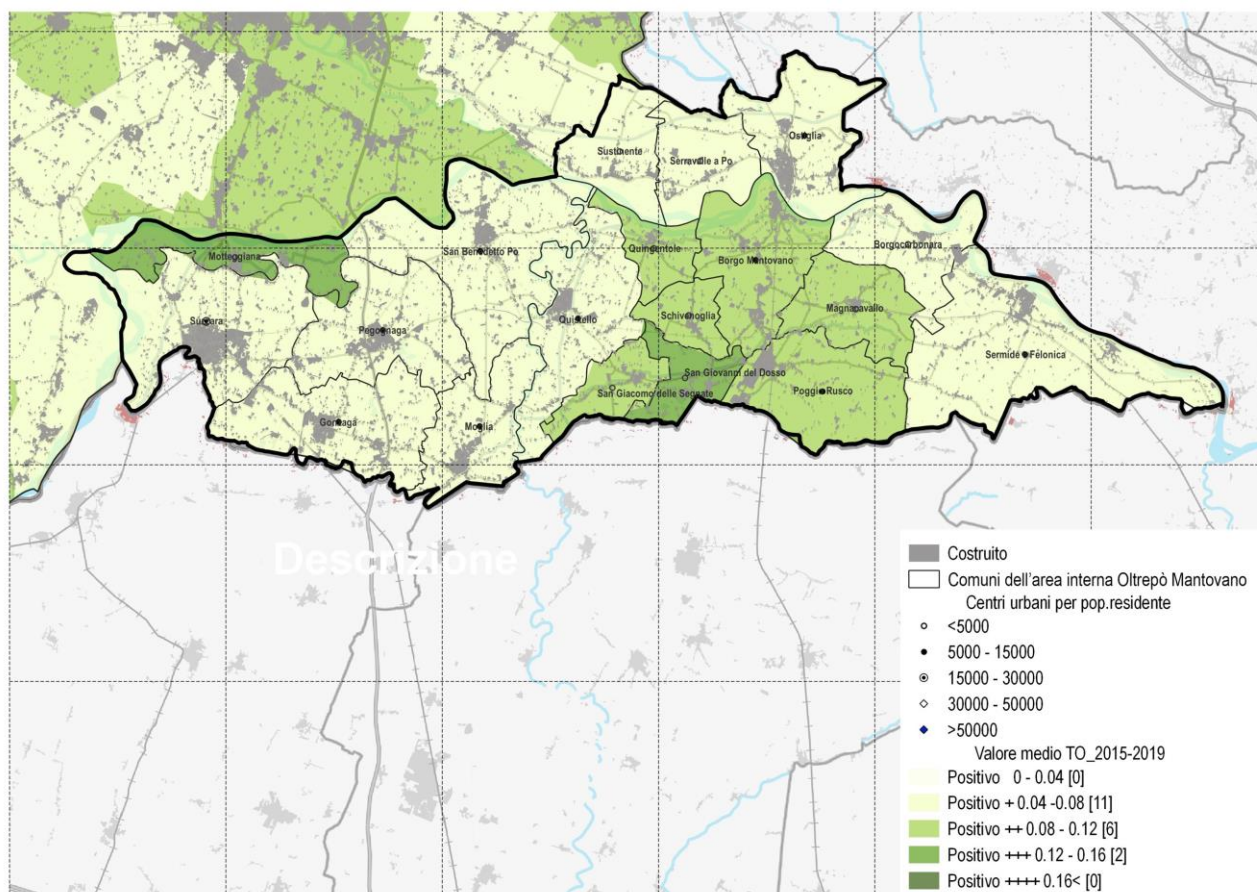 Ostiglia
Sustinente
Serravalle a Po
Borgocarbonara
Quingentole
San Benedetto Po
Motteggiana
Borgo Mantovano
Magnacavallo
Schivenoglia
Quistello
Suzzara
Pegognaga
Sermide e Felonica
San Giovanni del Dosso
San Giacomo delle Segnate
Poggio Rusco
Gonzaga
Moglia
Descrizione
Costruito
Comuni dell'area interna Oltrepò Mantovano
Centri urbani per pop.residente
<5000
5000 - 15000
15000 - 30000
30000 - 50000
>50000
Valore medio TO_2015-2019
Positivo 0 - 0.04 [0]
Positivo + 0.04 -0.08 [11]
Positivo ++ 0.08 - 0.12 [6]
Positivo +++ 0.12 - 0.16 [2]
Positivo ++++ 0.16< [0]